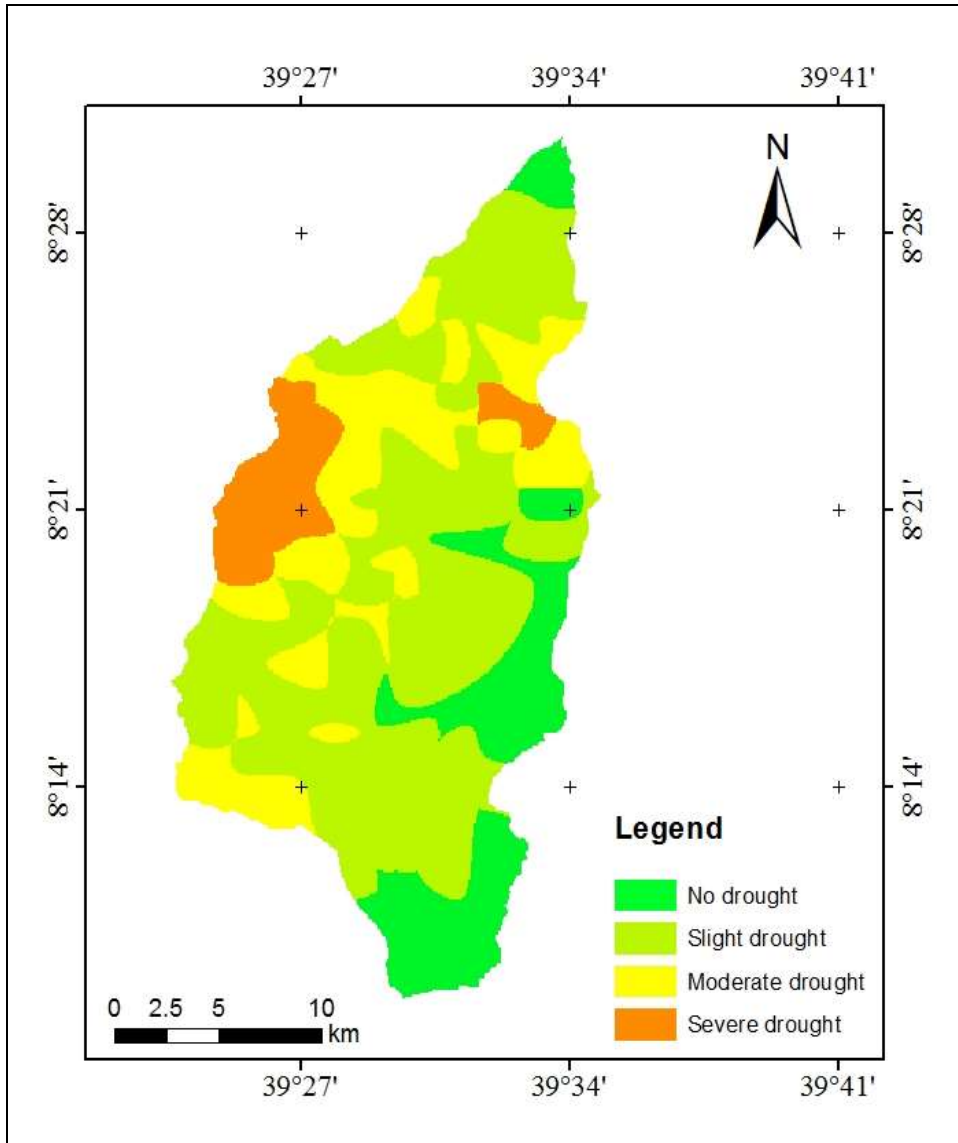 39°27' 39°34' 39°41'
N
8°28' 8°28'
8°21' 8°21'
8°14' 8°14'
Legend
No drought
Slight drought
Moderate drought
Severe drought
0 2.5 5 10
km
39°27' 39°34' 39°41'